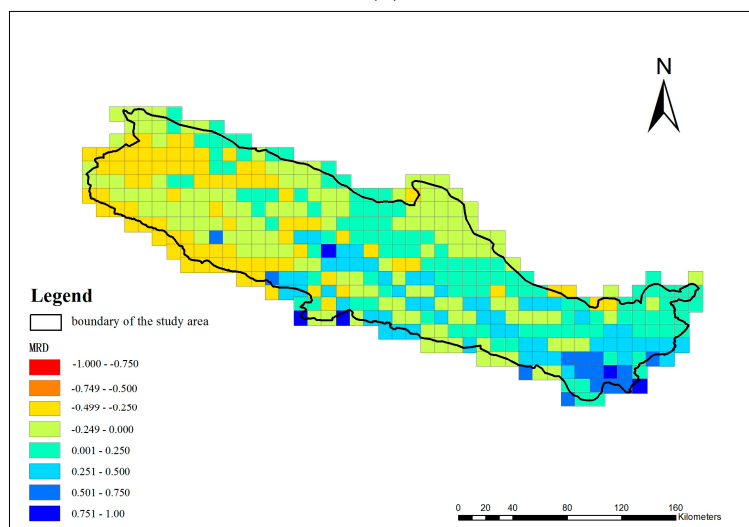 N
Legend
boundary of the study area
MRD
-1.000 - -0.750
-0.749 - -0.500
-0.499 - -0.250
-0.249 - 0.000
0.001 - 0.250
0.251 - 0.500
0.501 - 0.750
0.751 - 1.00
0 20 40 80 120 160
Kilometers